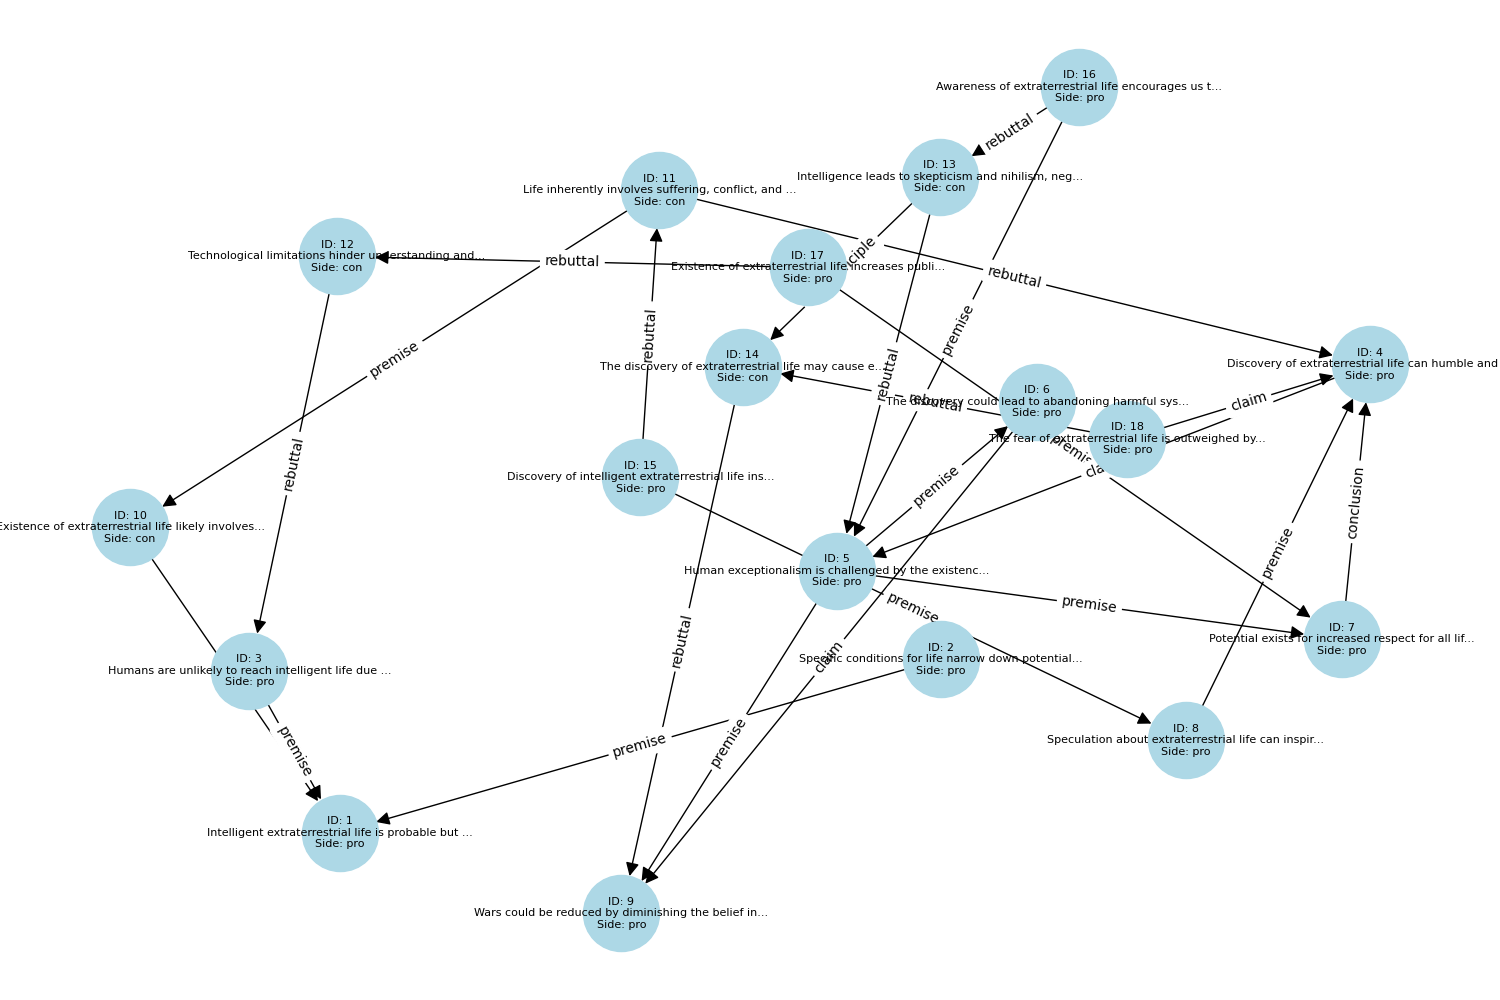 ID: 16
Awareness of extraterrestrial life encourages us t...
Side: pro
rebuttal
ID: 13
Intelligence leads to skepticism and nihilism, neg...
Side: con
ID: 11
Life inherently involves suffering, conflict, and ...
Side: con
ID: 12
Technological limitations hinder understanding and...
Side: con
rebuttal
ID: 17
Existence of extraterrestrial life increases publi...
Side: pro
ciple
rebuttal
premise
rebuttal
premise
rebuttal
ID: 14
The discovery of extraterrestrial life may cause e...
Side: con
ID: 4
Discovery of extraterrestrial life can humble and
Side: pro
ID: 6
The discovery could lead to abandoning harmful sys...
Side: pro
rebuttal
claim
ID: 18
The fear of extraterrestrial life is outweighed by...
Side: pro
premise
cla
rebuttal
ID: 15
Discovery of intelligent extraterrestrial life ins...
Side: pro
premise
conclusion
ID: 10
Existence of extraterrestrial life likely involves...
Side: con
ID: 5
Human exceptionalism is challenged by the existenc...
Side: pro
premise
premise
premise
ID: 7
Potential exists for increased respect for all lif...
Side: pro
ID: 3
Humans are unlikely to reach intelligent life due ...
Side: pro
rebuttal
claim
ID: 2
Specific conditions for life narrow down potential...
Side: pro
premise
premise
premise
ID: 8
Speculation about extraterrestrial life can inspir...
Side: pro
ID: 1
Intelligent extraterrestrial life is probable but ...
Side: pro
ID: 9
Wars could be reduced by diminishing the belief in...
Side: pro